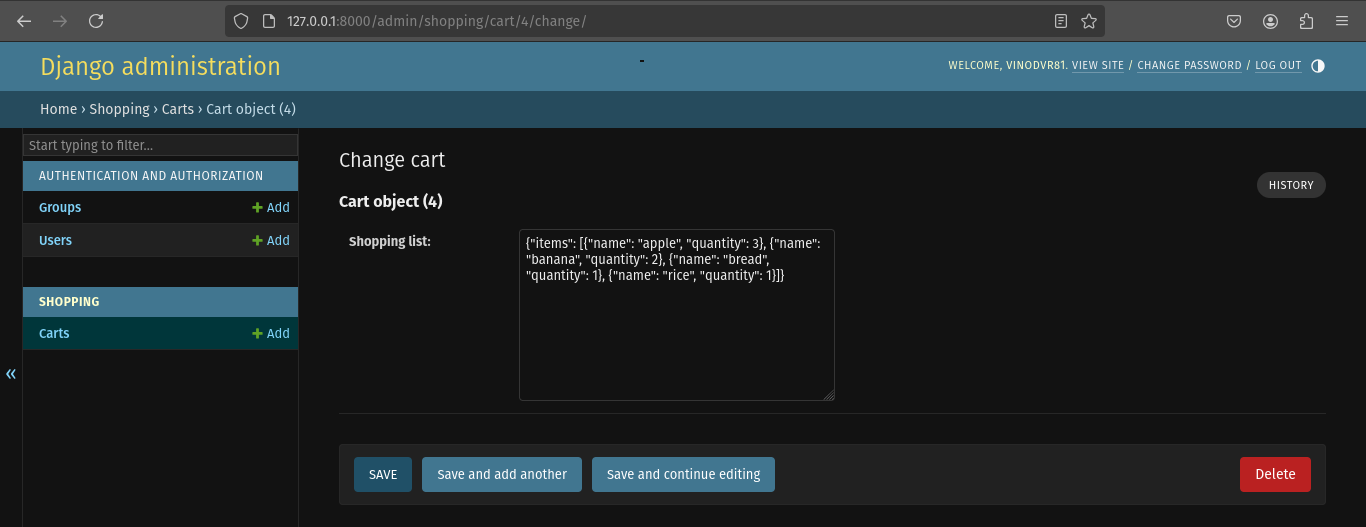 127.0.0.1:8000/admin/shopping/cart/4/change/
Django administration
WELCOME, VINODVR81. VIEW SITE / CHANGE PASSWORD / LOG OUT
Home › Shopping › Carts › Cart object (4)
Start typing to filter...
AUTHENTICATION AND AUTHORIZATION
Groups + Add
Users + Add
SHOPPING
Carts + Add
«
Change cart
HISTORY
Cart object (4)
Shopping list:
{"items": [{"name": "apple", "quantity": 3}, {"name":
"banana", "quantity": 2}, {"name": "bread",
"quantity": 1}, {"name": "rice", "quantity": 1}]}
SAVE
Save and add another
Save and continue editing
Delete